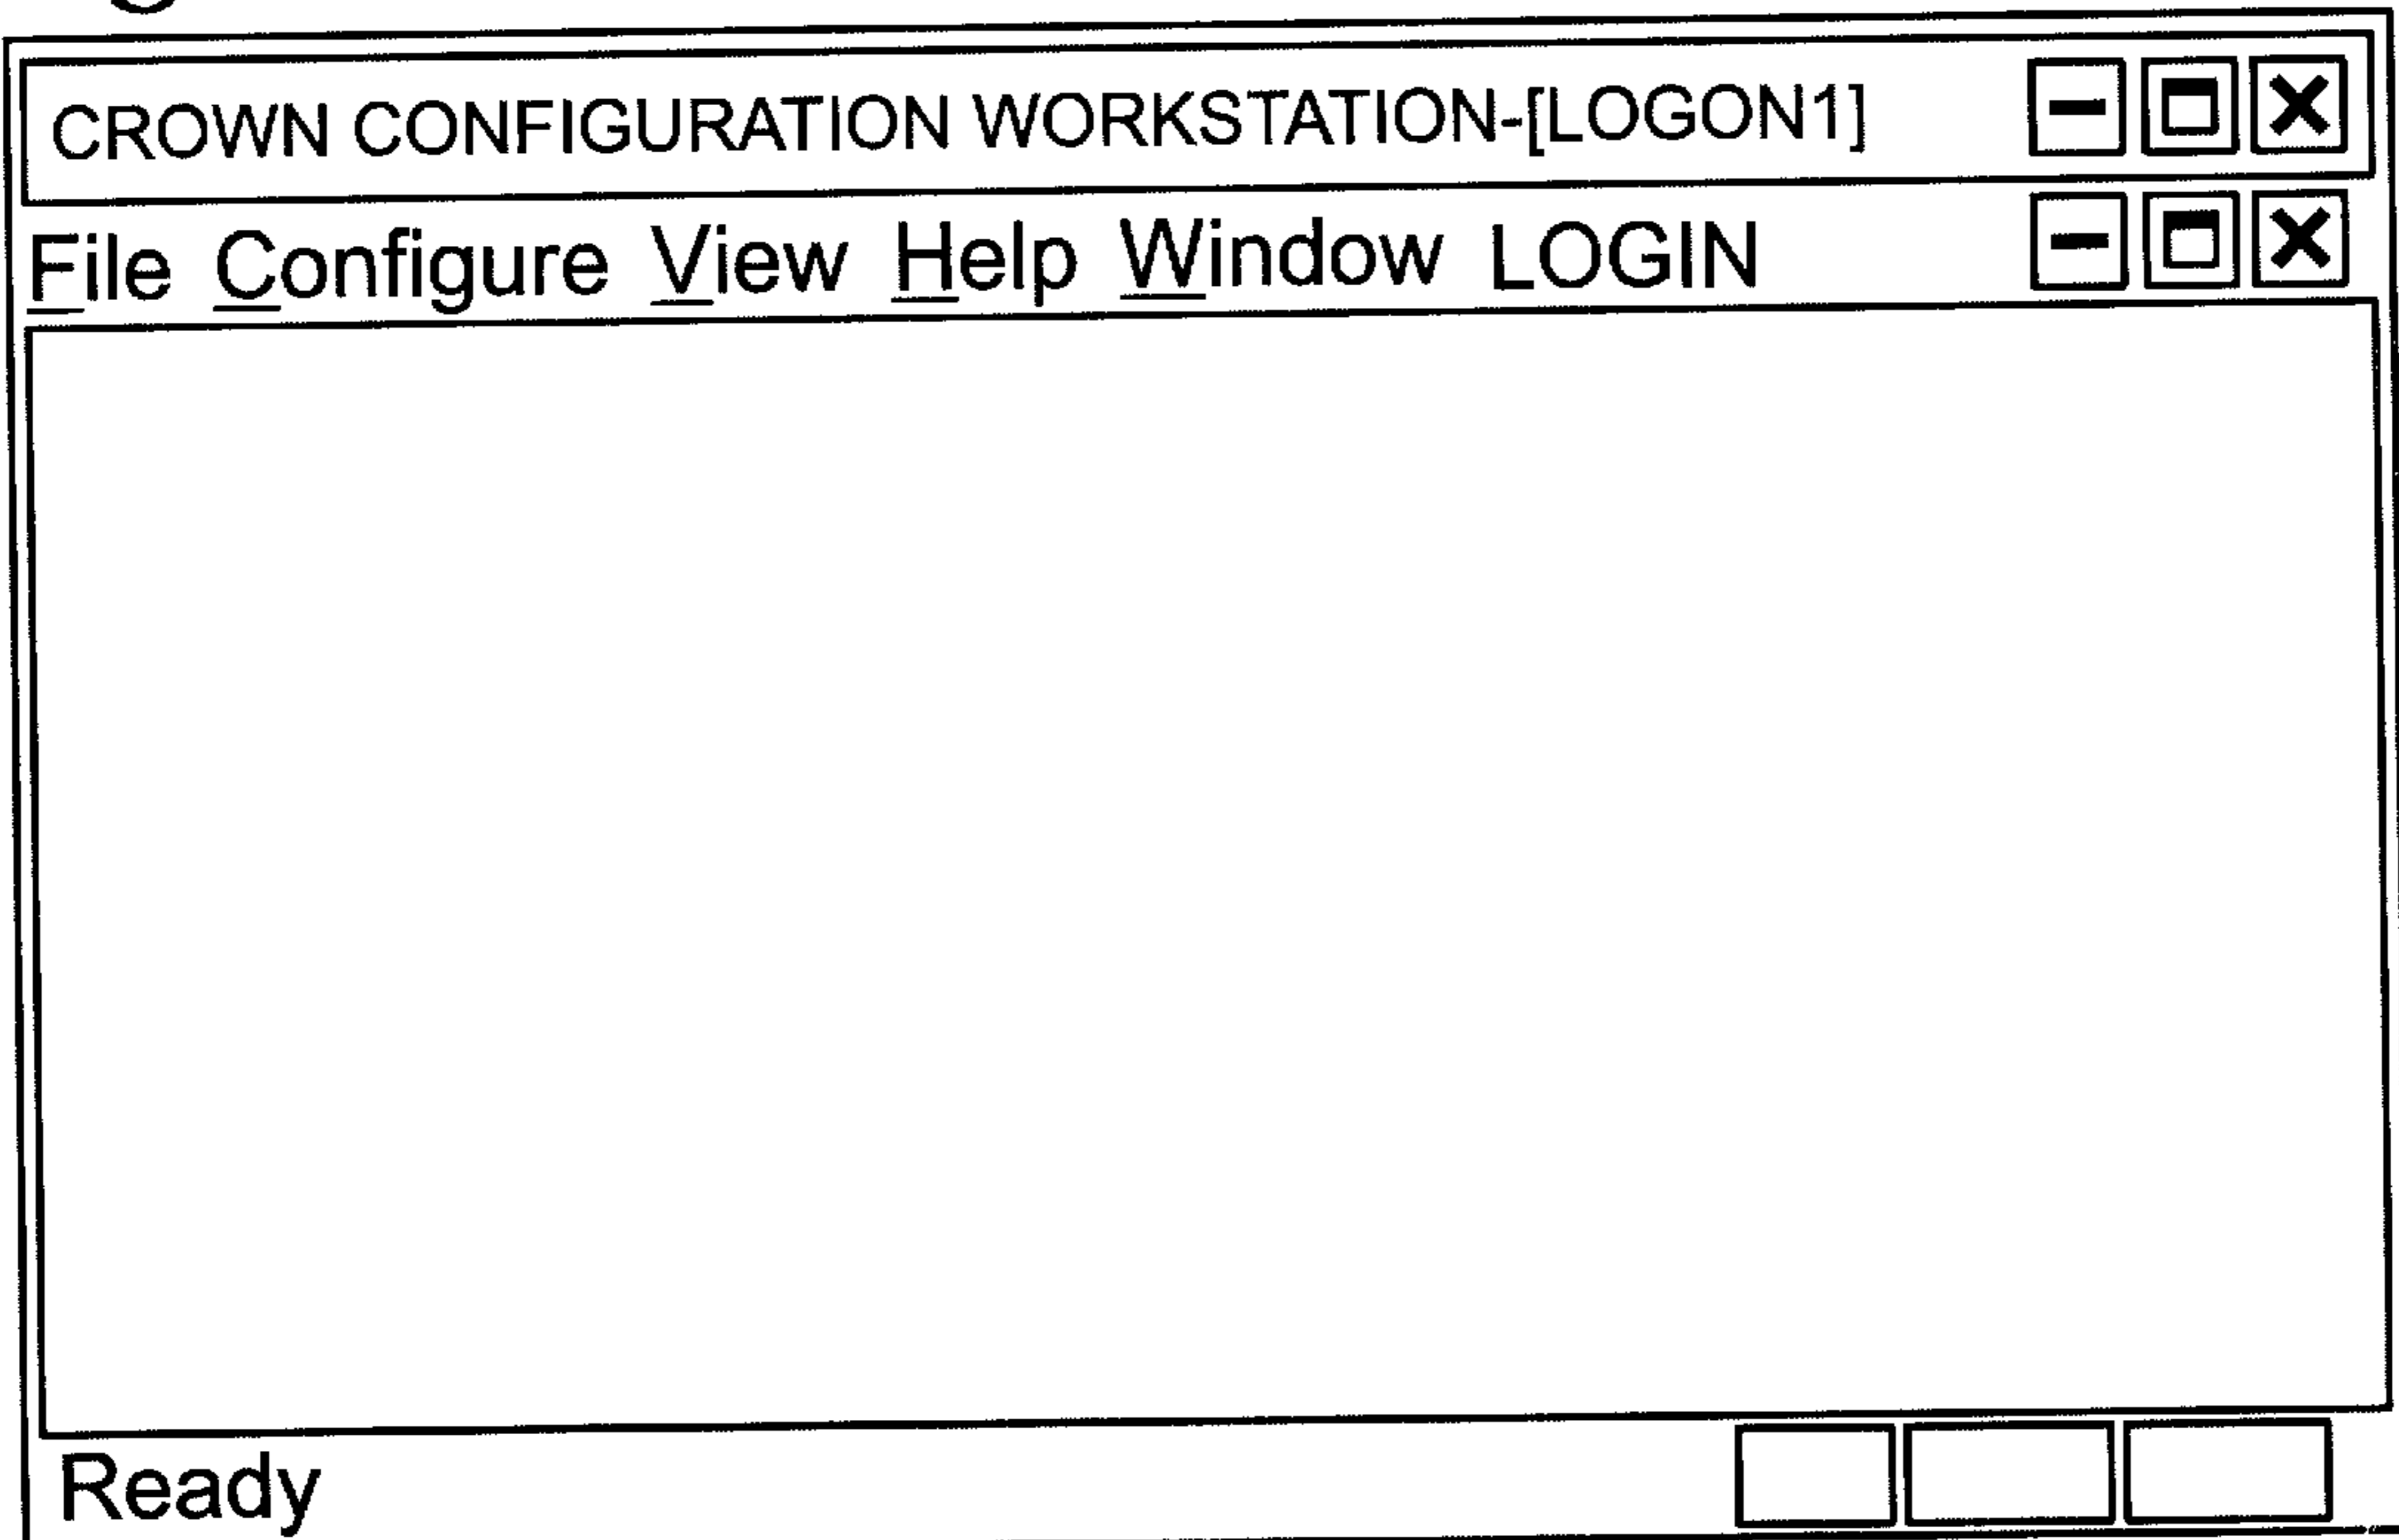 CROWN CONFIGURATION WORKSTATION-[LOGON1]
File Configure View Help Window LOGIN
Ready